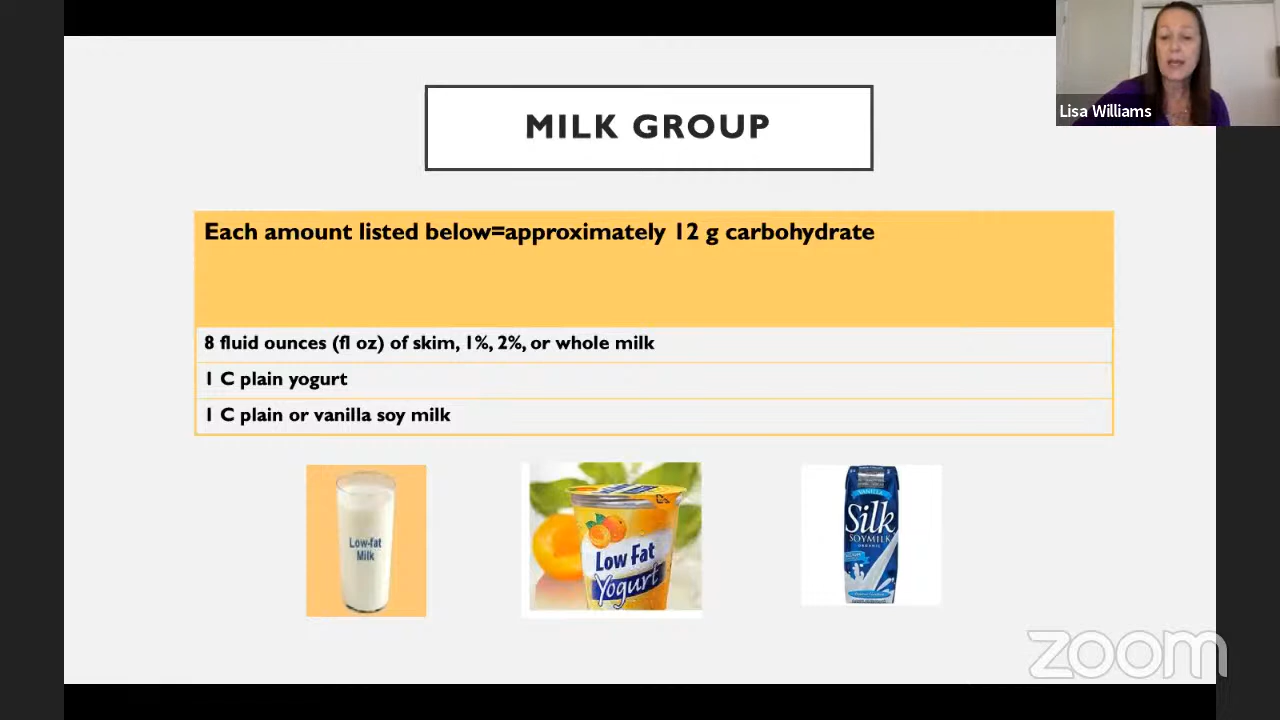 Lisa Williams
MILK GROUP
Each amount listed below=approximately 12 g carbohydrate
8 fluid ounces (fl oz) of skim, 1%, 2%, or whole milk
1 C plain yogurt
1 C plain or vanilla soy milk
Low-fat
Milk
Low Fat
Yogurt
VANILLA
Silk
SOYMILK
ORGANIC
zoom